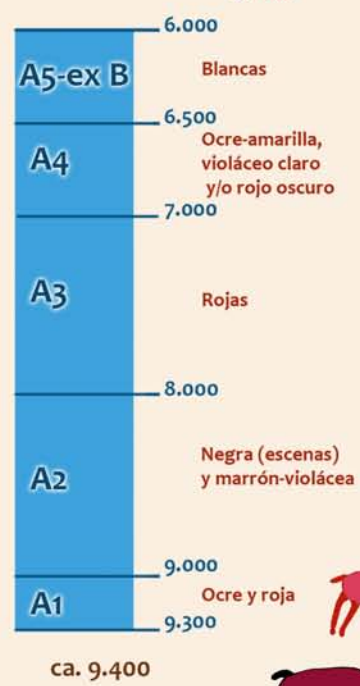 6.000
A5-ex B
Blancas
6.500
A4
Ocre-amarilla,
violáceo claro
y/o rojo oscuro
7.000
A3
Rojas
8.000
A2
Negra (escenas)
y marrón-violácea
9.000
A1
Ocre y roja
9.300
ca. 9.400